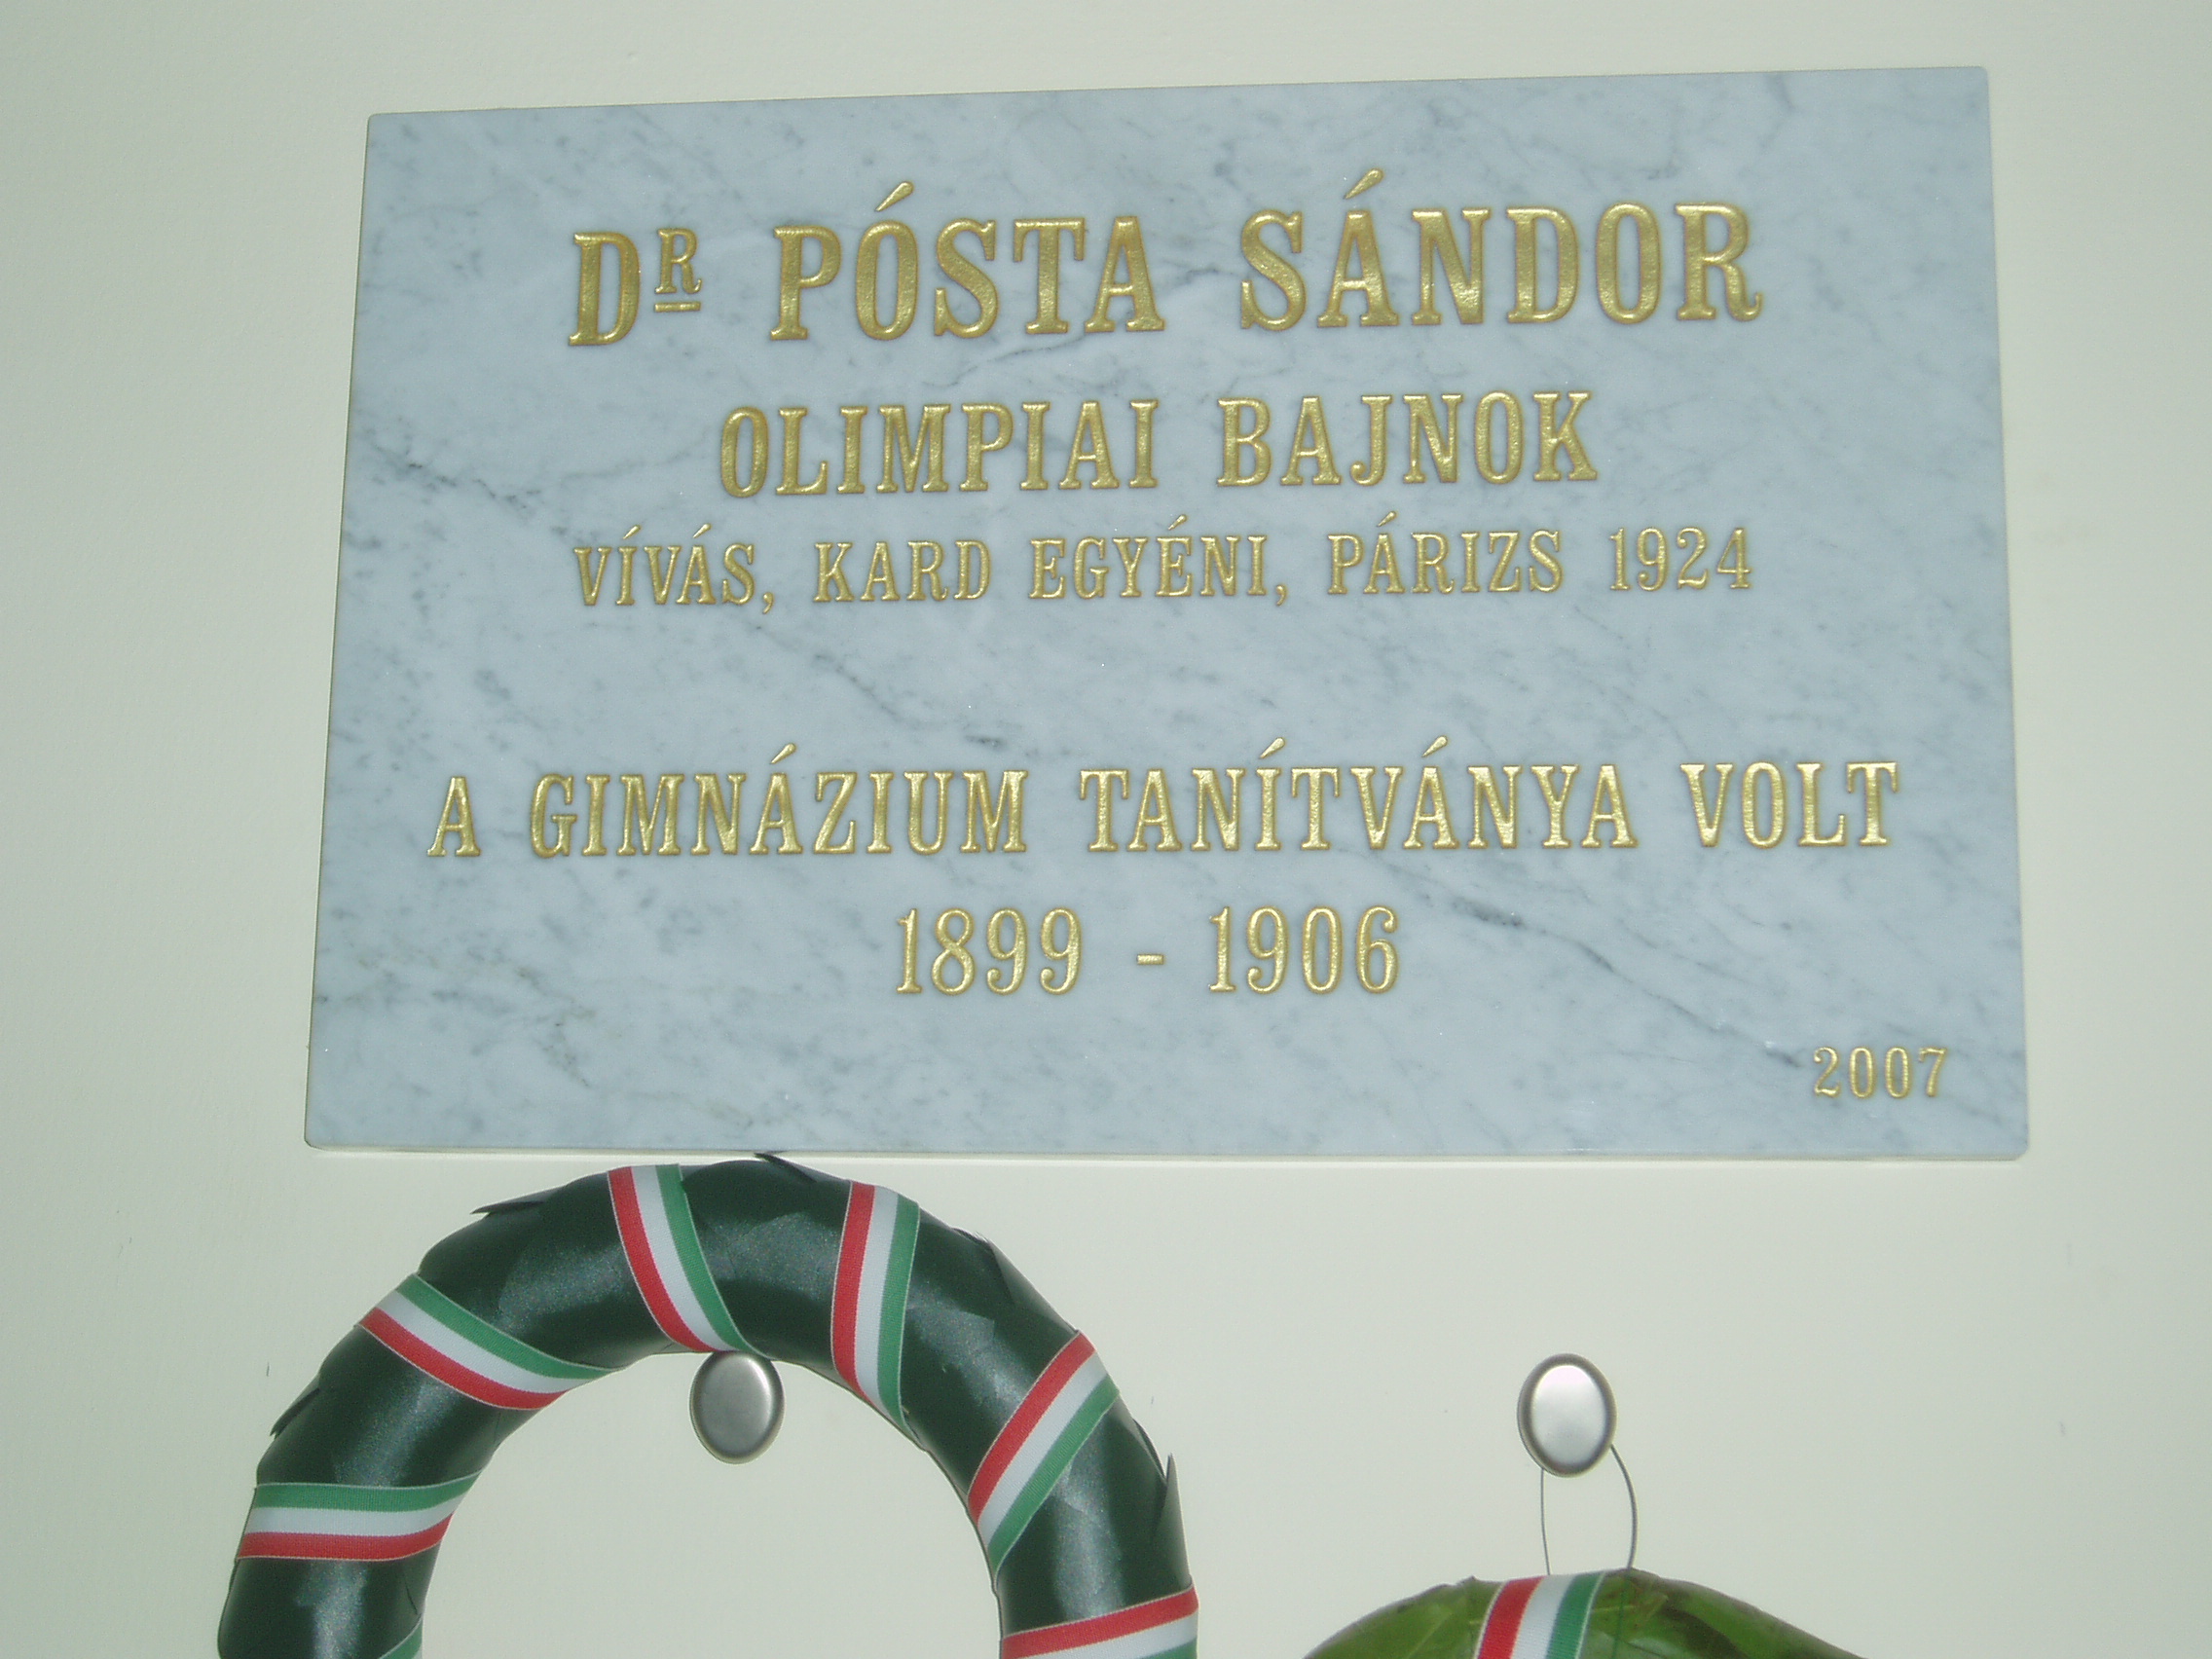 DR PÓSTA SÁNDOR
OLIMPIAI BAJNOK
VÍVÁS, KARD EGYÉNI, PÁRIZS 1924
A GIMNÁZIUM TANÍTVÁNYA VOLT
1899 - 1906
2007